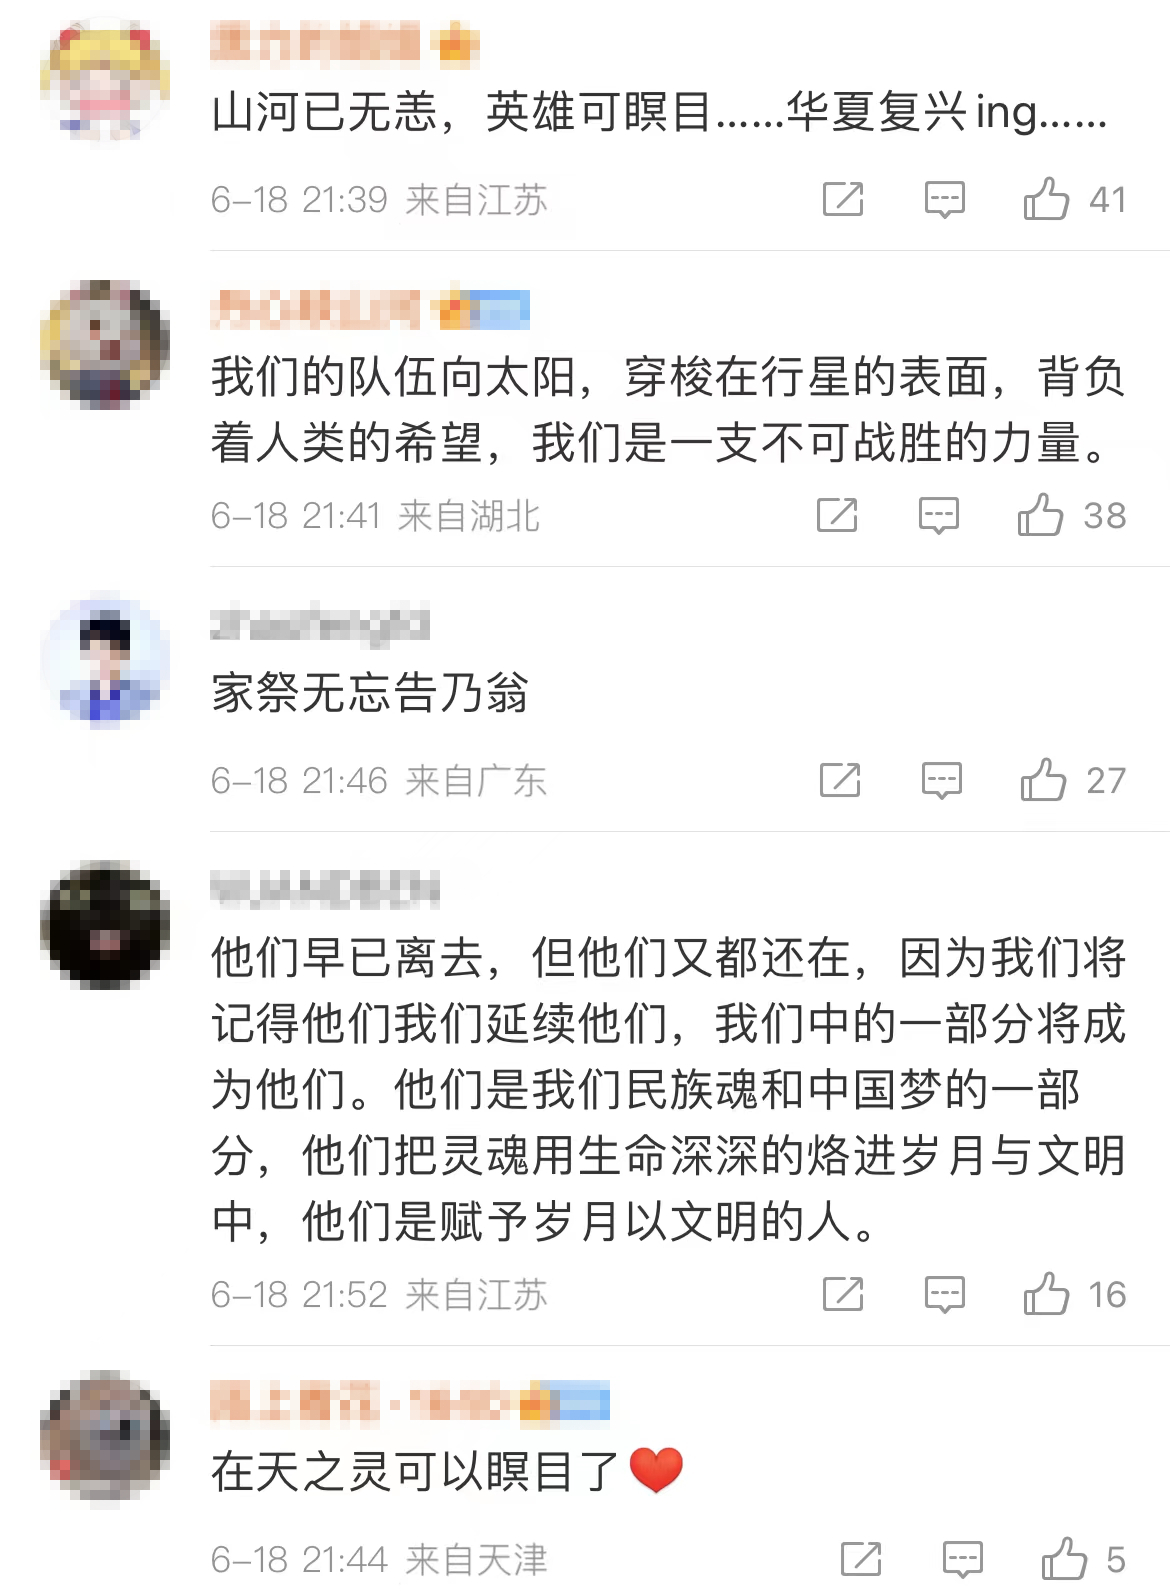 山河已无恙，英雄可瞑目……华夏复兴ing……
6-18 21:39 来自江苏
41
我们的队伍向太阳，穿梭在行星的表面，背负
着人类的希望，我们是一支不可战胜的力量。
6-18 21:41 来自湖北
38
家祭无忘告乃翁
6-18 21:46 来自广东
27
他们早已离去，但他们又都还在，因为我们将
记得他们我们延续他们，我们中的一部分将成
为他们。他们是我们民族魂和中国梦的一部
分，他们把灵魂用生命深深的烙进岁月与文明
中，他们是赋予岁月以文明的人。
6-18 21:52 来自江苏
16
在天之灵可以瞑目了❤️
6-18 21:44 来自天津
5